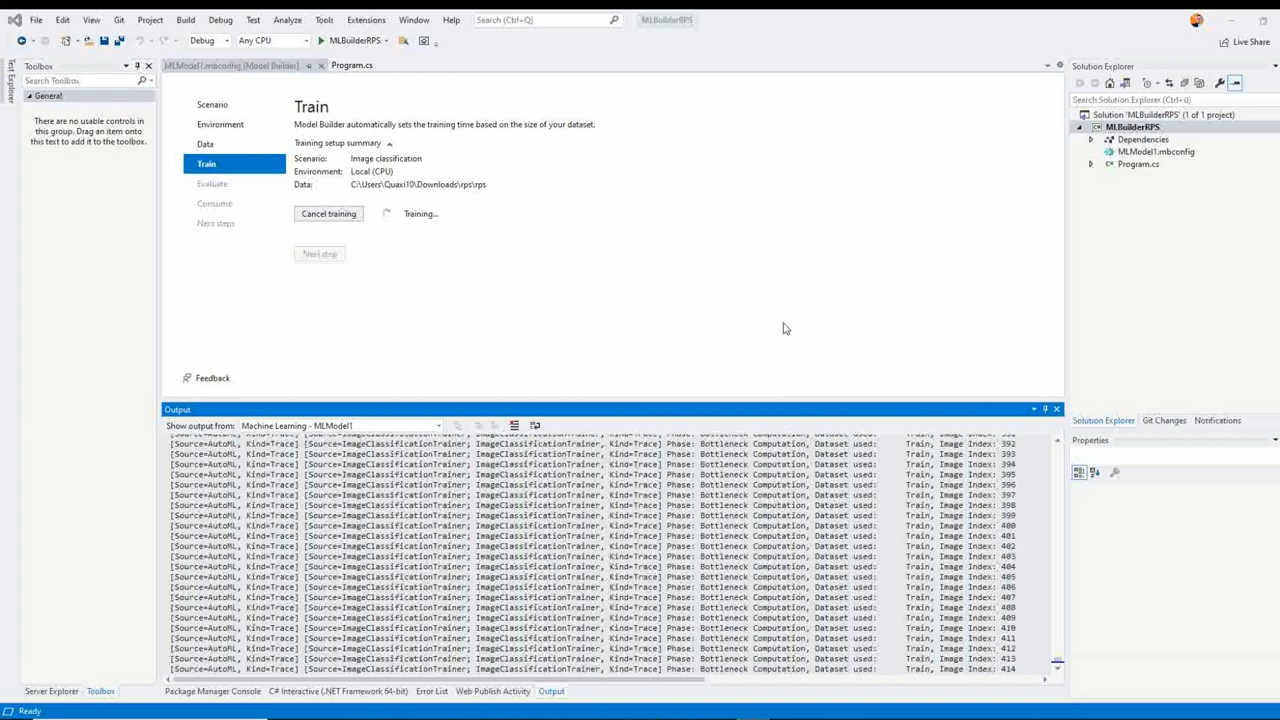 File Edit View Git Project Build Debug Test Analyze Tools Extensions Window Help Search (Ctrl+Q) MLBuilderRPS
Debug Any CPU MLBuilderRPS Live Share
Test Explorer
Toolbox
Search Toolbox
General
There are no usable controls in this group. Drag an item onto this text to add it to the toolbox.
MLModel1.mbconfig [Model Builder] Program.cs
Scenario
Environment
Data
Train
Evaluate
Consume
Next steps
Train
Model Builder automatically sets the training time based on the size of your dataset.
Training setup summary
Scenario: Image classification
Environment: Local (CPU)
Data: C:\Users\Quaxi10\Downloads\rps\rps
Cancel training Training...
Next step
Feedback
Output
Show output from: Machine Learning - MLModel1
[Source=AutoML, Kind=Trace] [Source=ImageClassificationTrainer; ImageClassificationTrainer, Kind=Trace] Phase: Bottleneck Computation, Dataset used: Train, Image Index: 392
[Source=AutoML, Kind=Trace] [Source=ImageClassificationTrainer; ImageClassificationTrainer, Kind=Trace] Phase: Bottleneck Computation, Dataset used: Train, Image Index: 393
[Source=AutoML, Kind=Trace] [Source=ImageClassificationTrainer; ImageClassificationTrainer, Kind=Trace] Phase: Bottleneck Computation, Dataset used: Train, Image Index: 394
[Source=AutoML, Kind=Trace] [Source=ImageClassificationTrainer; ImageClassificationTrainer, Kind=Trace] Phase: Bottleneck Computation, Dataset used: Train, Image Index: 395
[Source=AutoML, Kind=Trace] [Source=ImageClassificationTrainer; ImageClassificationTrainer, Kind=Trace] Phase: Bottleneck Computation, Dataset used: Train, Image Index: 396
[Source=AutoML, Kind=Trace] [Source=ImageClassificationTrainer; ImageClassificationTrainer, Kind=Trace] Phase: Bottleneck Computation, Dataset used: Train, Image Index: 397
[Source=AutoML, Kind=Trace] [Source=ImageClassificationTrainer; ImageClassificationTrainer, Kind=Trace] Phase: Bottleneck Computation, Dataset used: Train, Image Index: 398
[Source=AutoML, Kind=Trace] [Source=ImageClassificationTrainer; ImageClassificationTrainer, Kind=Trace] Phase: Bottleneck Computation, Dataset used: Train, Image Index: 399
[Source=AutoML, Kind=Trace] [Source=ImageClassificationTrainer; ImageClassificationTrainer, Kind=Trace] Phase: Bottleneck Computation, Dataset used: Train, Image Index: 400
[Source=AutoML, Kind=Trace] [Source=ImageClassificationTrainer; ImageClassificationTrainer, Kind=Trace] Phase: Bottleneck Computation, Dataset used: Train, Image Index: 401
[Source=AutoML, Kind=Trace] [Source=ImageClassificationTrainer; ImageClassificationTrainer, Kind=Trace] Phase: Bottleneck Computation, Dataset used: Train, Image Index: 402
[Source=AutoML, Kind=Trace] [Source=ImageClassificationTrainer; ImageClassificationTrainer, Kind=Trace] Phase: Bottleneck Computation, Dataset used: Train, Image Index: 403
[Source=AutoML, Kind=Trace] [Source=ImageClassificationTrainer; ImageClassificationTrainer, Kind=Trace] Phase: Bottleneck Computation, Dataset used: Train, Image Index: 404
[Source=AutoML, Kind=Trace] [Source=ImageClassificationTrainer; ImageClassificationTrainer, Kind=Trace] Phase: Bottleneck Computation, Dataset used: Train, Image Index: 405
[Source=AutoML, Kind=Trace] [Source=ImageClassificationTrainer; ImageClassificationTrainer, Kind=Trace] Phase: Bottleneck Computation, Dataset used: Train, Image Index: 406
[Source=AutoML, Kind=Trace] [Source=ImageClassificationTrainer; ImageClassificationTrainer, Kind=Trace] Phase: Bottleneck Computation, Dataset used: Train, Image Index: 407
[Source=AutoML, Kind=Trace] [Source=ImageClassificationTrainer; ImageClassificationTrainer, Kind=Trace] Phase: Bottleneck Computation, Dataset used: Train, Image Index: 408
[Source=AutoML, Kind=Trace] [Source=ImageClassificationTrainer; ImageClassificationTrainer, Kind=Trace] Phase: Bottleneck Computation, Dataset used: Train, Image Index: 409
[Source=AutoML, Kind=Trace] [Source=ImageClassificationTrainer; ImageClassificationTrainer, Kind=Trace] Phase: Bottleneck Computation, Dataset used: Train, Image Index: 410
[Source=AutoML, Kind=Trace] [Source=ImageClassificationTrainer; ImageClassificationTrainer, Kind=Trace] Phase: Bottleneck Computation, Dataset used: Train, Image Index: 411
[Source=AutoML, Kind=Trace] [Source=ImageClassificationTrainer; ImageClassificationTrainer, Kind=Trace] Phase: Bottleneck Computation, Dataset used: Train, Image Index: 412
[Source=AutoML, Kind=Trace] [Source=ImageClassificationTrainer; ImageClassificationTrainer, Kind=Trace] Phase: Bottleneck Computation, Dataset used: Train, Image Index: 413
[Source=AutoML, Kind=Trace] [Source=ImageClassificationTrainer; ImageClassificationTrainer, Kind=Trace] Phase: Bottleneck Computation, Dataset used: Train, Image Index: 414
Solution Explorer
Search Solution Explorer (Ctrl+ü)
Solution 'MLBuilderRPS' (1 of 1 project)
MLBuilderRPS
Dependencies
MLModel1.mbconfig
Program.cs
Solution Explorer Git Changes Notifications
Properties
Server Explorer Toolbox Package Manager Console C# Interactive (.NET Framework 64-bit) Error List Web Publish Activity Output
Ready